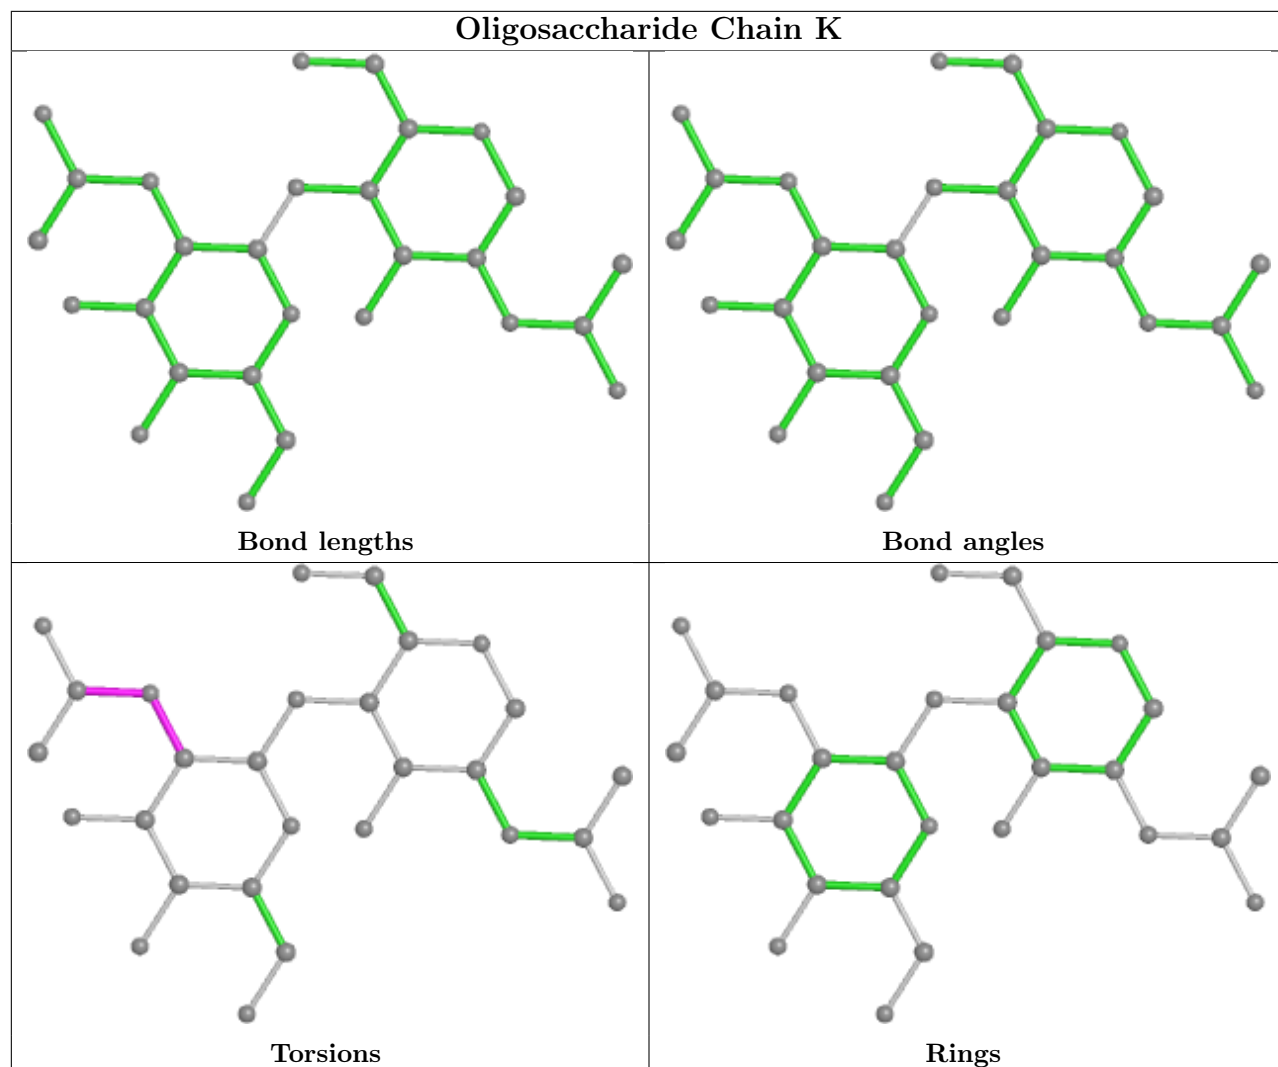 Oligosaccharide Chain K
Bond lengths
Bond angles
Torsions
Rings